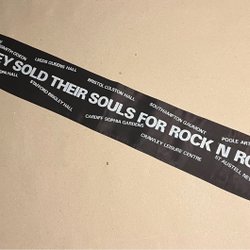 LEEDS QUEENS HALL
BRISTOL COLSTON HALL
SOUTHAMPTON GAUMONT
POOLE ART
EY SOLD THEIR SOULS FOR ROCK N RO
STAFFORD BINGLEY HALL
CARDIFF SOPHIA GARDENS
CRAWLEY LEISURE CENTRE
ST. AUSTELL NEW